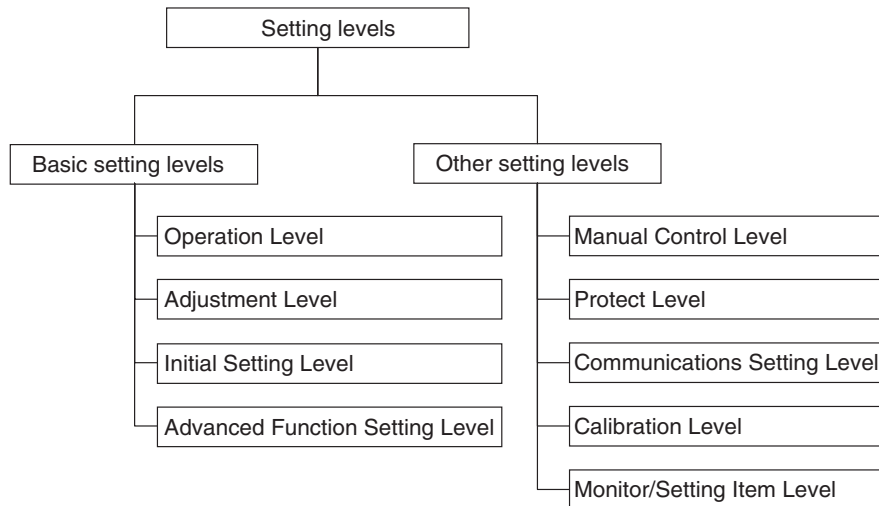 Setting levels
Basic setting levels
Operation Level
Adjustment Level
Initial Setting Level
Advanced Function Setting Level
Other setting levels
Manual Control Level
Protect Level
Communications Setting Level
Calibration Level
Monitor/Setting Item Level